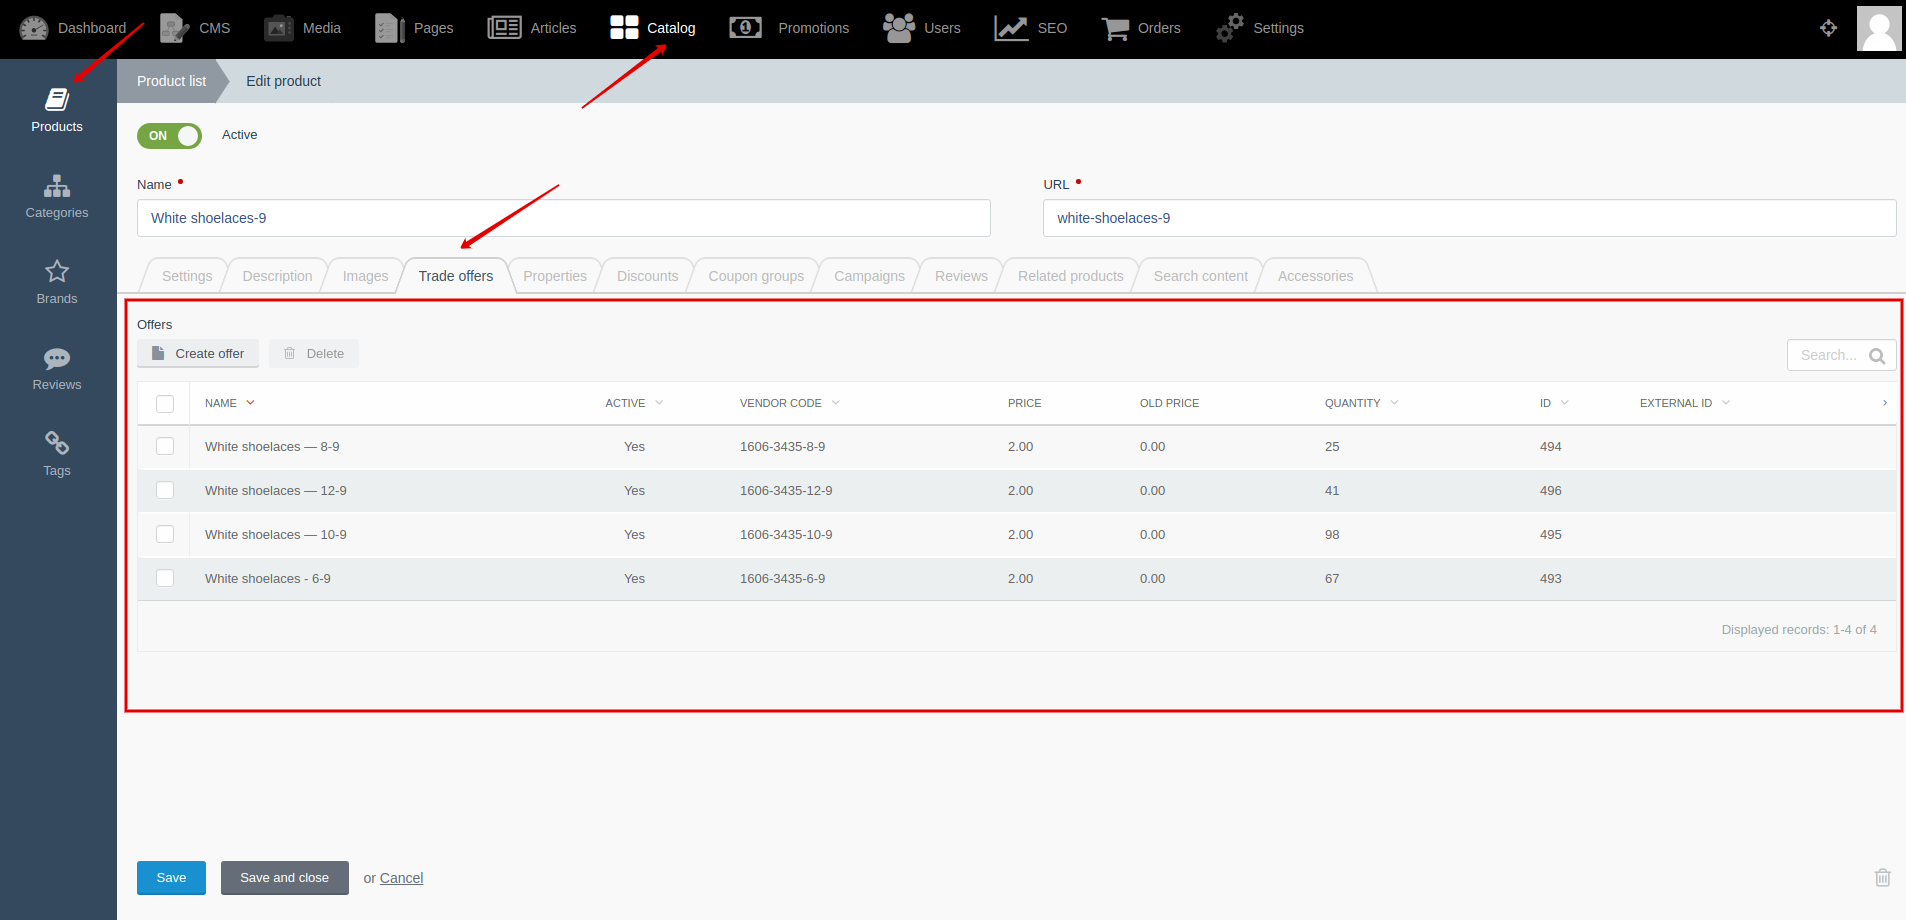 Dashboard CMS Media Pages Articles Catalog Promotions Users SEO Orders Settings
Products
Categories
Brands
Reviews
Tags
Product list Edit product
ON Active
Name URL
White shoelaces-9 white-shoelaces-9
Settings Description Images Trade offers Properties Discounts Coupon groups Campaigns Reviews Related products Search content Accessories
Offers
Create offer Delete Search...
NAME ACTIVE VENDOR CODE PRICE OLD PRICE QUANTITY ID EXTERNAL ID
White shoelaces — 8-9 Yes 1606-3435-8-9 2.00 0.00 25 494
White shoelaces — 12-9 Yes 1606-3435-12-9 2.00 0.00 41 496
White shoelaces — 10-9 Yes 1606-3435-10-9 2.00 0.00 98 495
White shoelaces - 6-9 Yes 1606-3435-6-9 2.00 0.00 67 493
Displayed records: 1-4 of 4
Save Save and close or Cancel